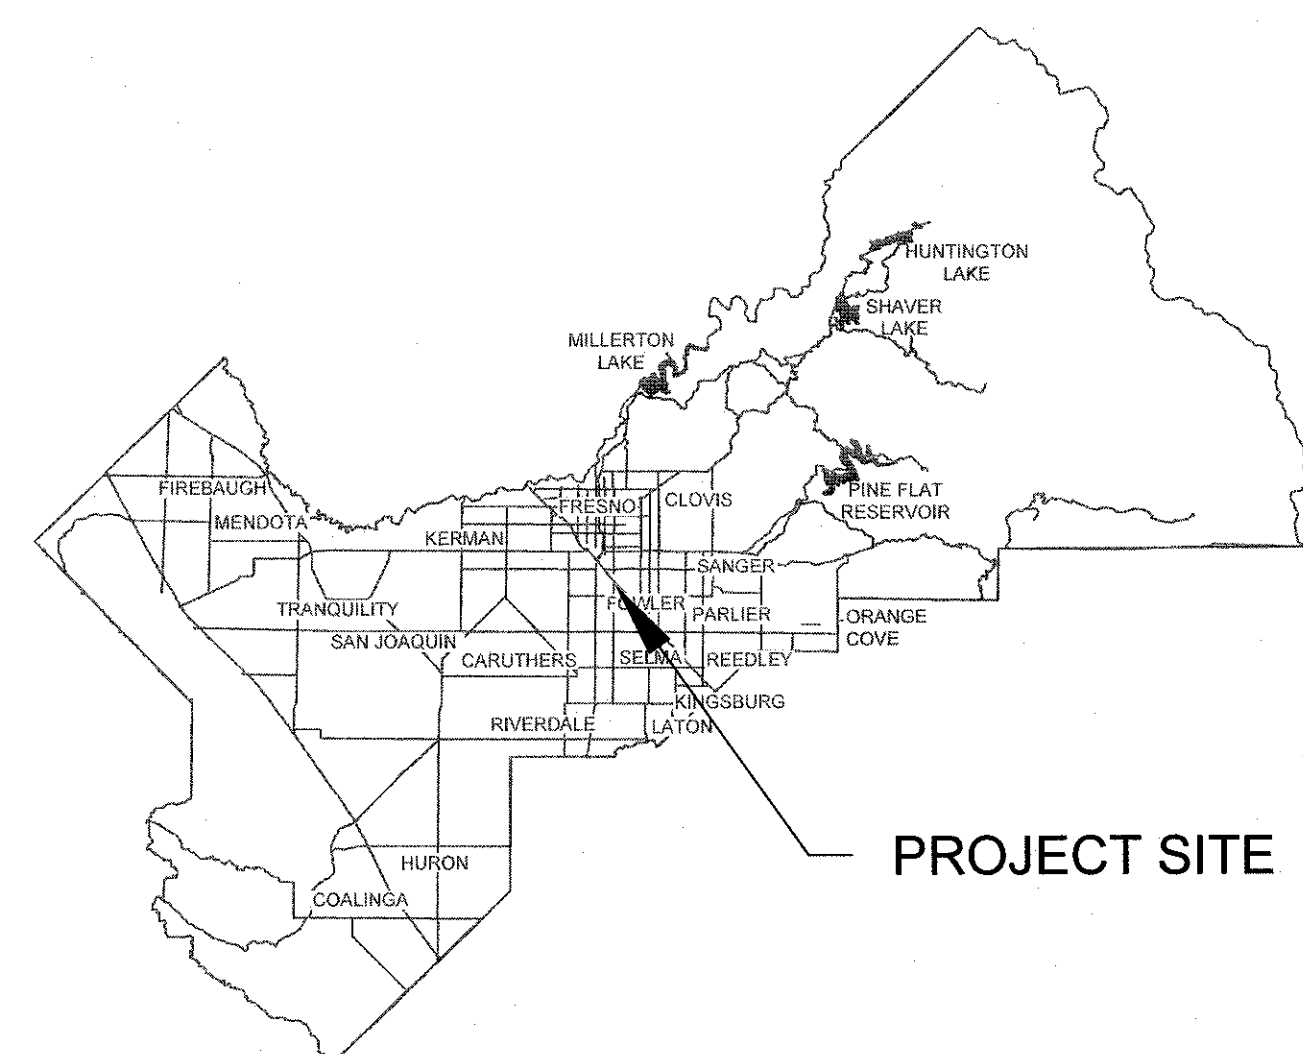 HUNTINGTON
LAKE
SHAVER
LAKE
MILLERTON
LAKE
FIREBAUGH
MENDOTA
FRESNO
CLOVIS
PINE FLAT
RESERVOIR
KERMAN
SANGER
TRANQUILITY
FOWLER
PARLIER
ORANGE
COVE
SAN JOAQUIN
CARUTHERS
SELMA
REEDLEY
KINGSBURG
RIVERDALE
LATON
PROJECT SITE
HURON
COALINGA